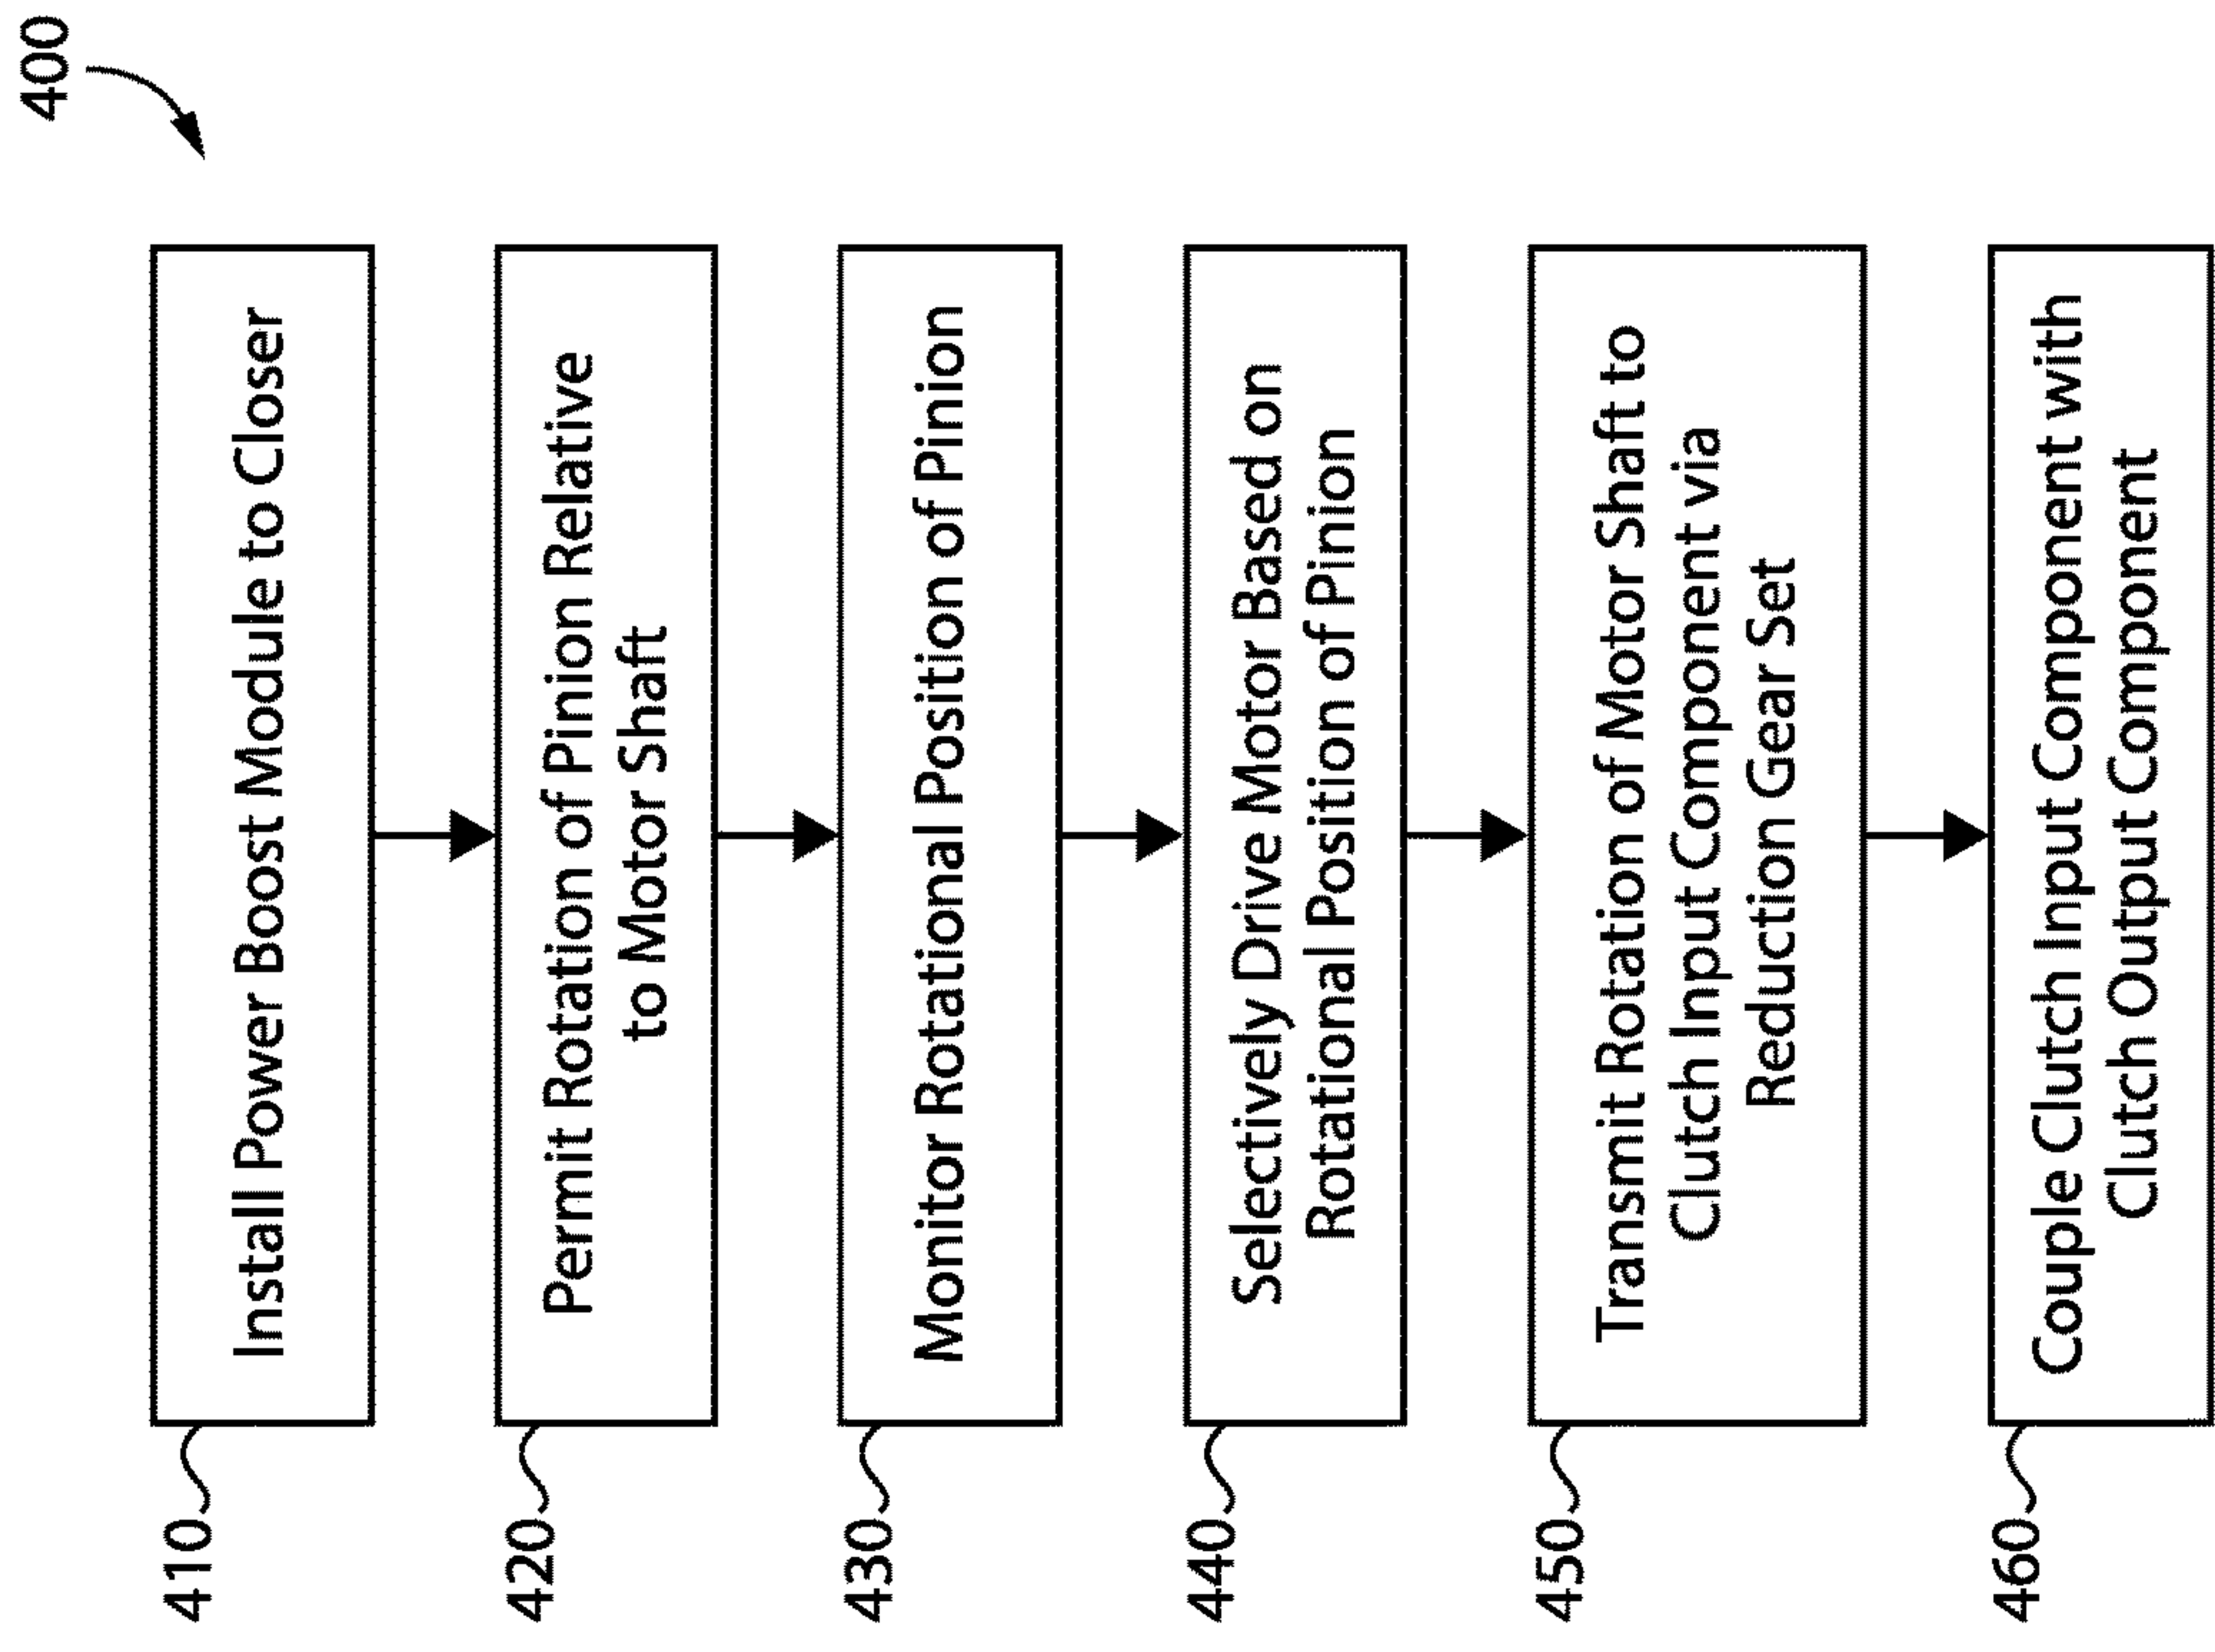 400
410
Install Power Boost Module to Closer
420
Permit Rotation of Pinion Relative
to Motor Shaft
430
Monitor Rotational Position of Pinion
440
Selectively Drive Motor Based on
Rotational Position of Pinion
450
Transmit Rotation of Motor Shaft to
Clutch Input Component via
Reduction Gear Set
460
Couple Clutch Input Component with
Clutch Output Component